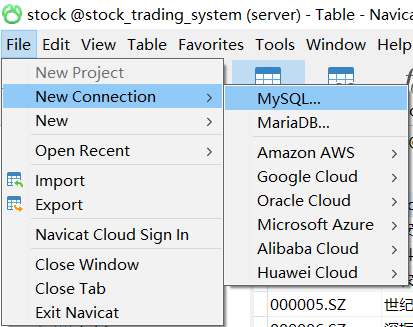 stock @stock_trading_system (server) - Table - Navicat
File Edit View Table Favorites Tools Window Help
New Project
New Connection
New
Open Recent
Import
Export
Navicat Cloud Sign In
Close Window
Close Tab
Exit Navicat
MySQL...
MariaDB...
Amazon AWS
Google Cloud
Oracle Cloud
Microsoft Azure
Alibaba Cloud
Huawei Cloud
000005.SZ 世纪